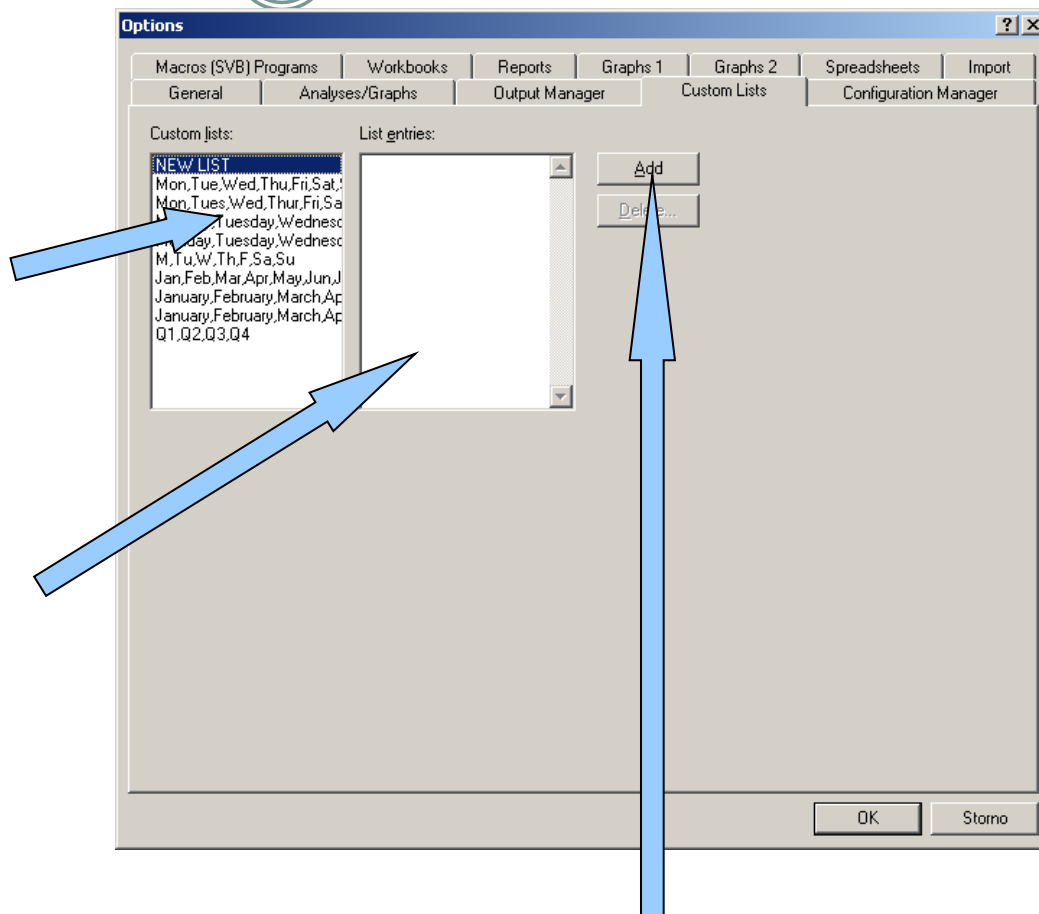 Options
Macros (SVB) Programs Workbooks Reports Graphs 1 Graphs 2 Spreadsheets Import
General Analyses/Graphs Output Manager Custom Lists Configuration Manager
Custom lists: List entries:
NEW LIST
Mon,Tue,Wed,Thu,Fri,Sat,
Mon,Tues,Wed,Thur,Fri,Sa
Tuesday,Wednesd
Tuesday,Wednesd
M,Tu,W,Th,F,Sa,Su
Jan,Feb,Mar,Apr,May,Jun,J
January,February,March,Ap
January,February,March,Ap
Q1,Q2,Q3,Q4
Add
Delete...
OK Storno